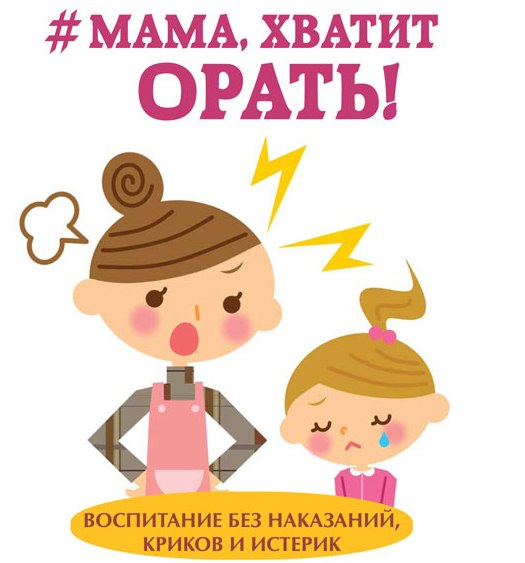 # МАМА, ХВАТИТ
ОРАТЬ!
ВОСПИТАНИЕ БЕЗ НАКАЗАНИЙ,
КРИКОВ И ИСТЕРИК